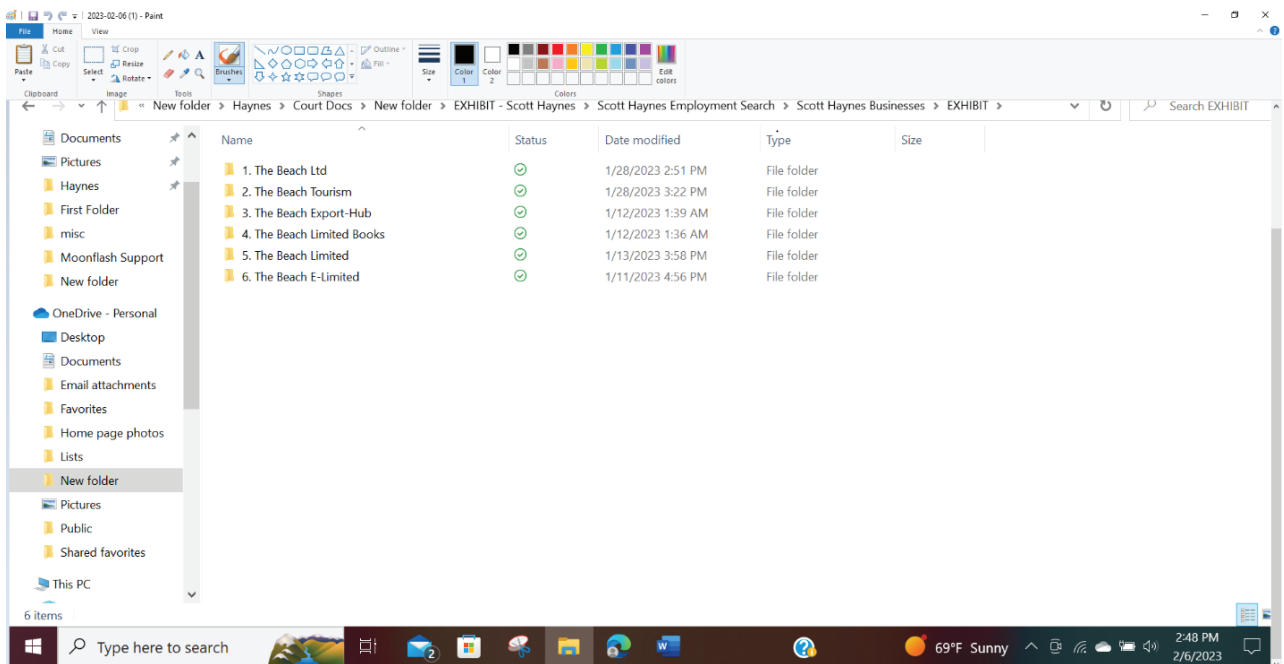 2023-02-06 (1) - Paint
File Home View
Paste Cut Copy Select Crop Resize Rotate Brushes Outline Fill Size Color 1 Color 2 Edit colors
Clipboard Image Tools Shapes Colors
« New folder > Haynes > Court Docs > New folder > EXHIBIT - Scott Haynes > Scott Haynes Employment Search > Scott Haynes Businesses > EXHIBIT > Search EXHIBIT
Name Status Date modified Type Size
1. The Beach Ltd 1/28/2023 2:51 PM File folder
2. The Beach Tourism 1/28/2023 3:22 PM File folder
3. The Beach Export-Hub 1/12/2023 1:39 AM File folder
4. The Beach Limited Books 1/12/2023 1:36 AM File folder
5. The Beach Limited 1/13/2023 3:58 PM File folder
6. The Beach E-Limited 1/11/2023 4:56 PM File folder
Documents
Pictures
Haynes
First Folder
misc
Moonflash Support
New folder
OneDrive - Personal
Desktop
Documents
Email attachments
Favorites
Home page photos
Lists
New folder
Pictures
Public
Shared favorites
This PC
6 items
Type here to search 2 69°F Sunny 2:48 PM
2/6/2023